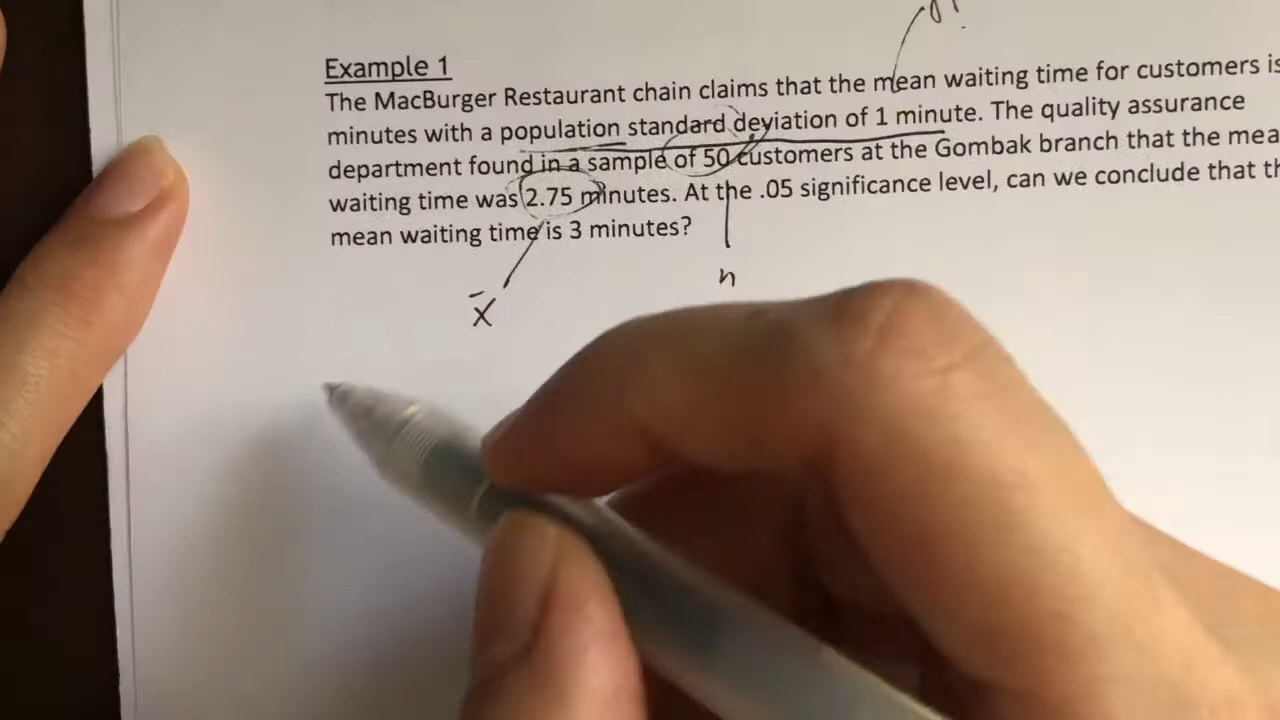 Example 1
The MacBurger Restaurant chain claims that the mean waiting time for customers is
minutes with a population standard deviation of 1 minute. The quality assurance
department found in a sample of 50 customers at the Gombak branch that the mea
waiting time was 2.75 minutes. At the .05 significance level, can we conclude that th
mean waiting time is 3 minutes?
n
x̄